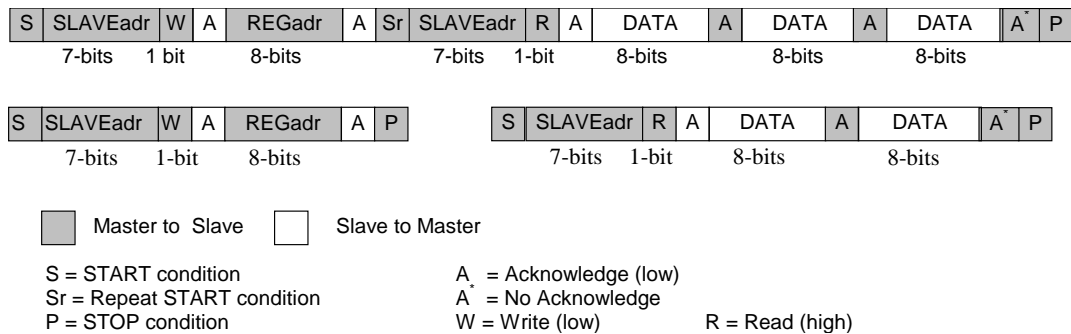 S SLAVEadr W A REGadr A Sr SLAVEadr R A DATA A DATA A DATA A* P
7-bits 1 bit 8-bits 7-bits 1-bit 8-bits 8-bits 8-bits
S SLAVEadr W A REGadr A P
7-bits 1-bit 8-bits
S SLAVEadr R A DATA A DATA A* P
7-bits 1-bit 8-bits 8-bits
Master to Slave Slave to Master
S = START condition
Sr = Repeat START condition
P = STOP condition
A = Acknowledge (low)
A* = No Acknowledge
W = Write (low) R = Read (high)